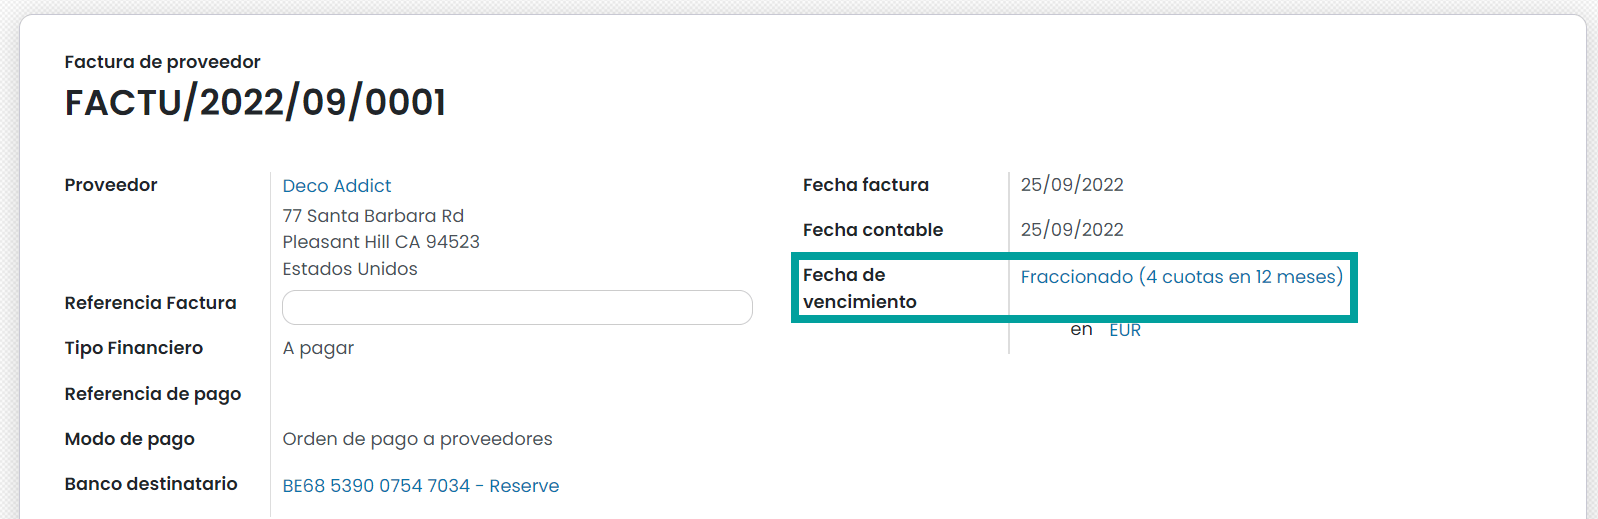 Factura de proveedor
FACTU/2022/09/0001
Proveedor
Deco Addict
77 Santa Barbara Rd
Pleasant Hill CA 94523
Estados Unidos
Referencia Factura
Tipo Financiero
A pagar
Referencia de pago
Modo de pago
Orden de pago a proveedores
Banco destinatario
BE68 5390 0754 7034 - Reserve
Fecha factura
25/09/2022
Fecha contable
25/09/2022
Fecha de
vencimiento
Fraccionado (4 cuotas en 12 meses)
en EUR